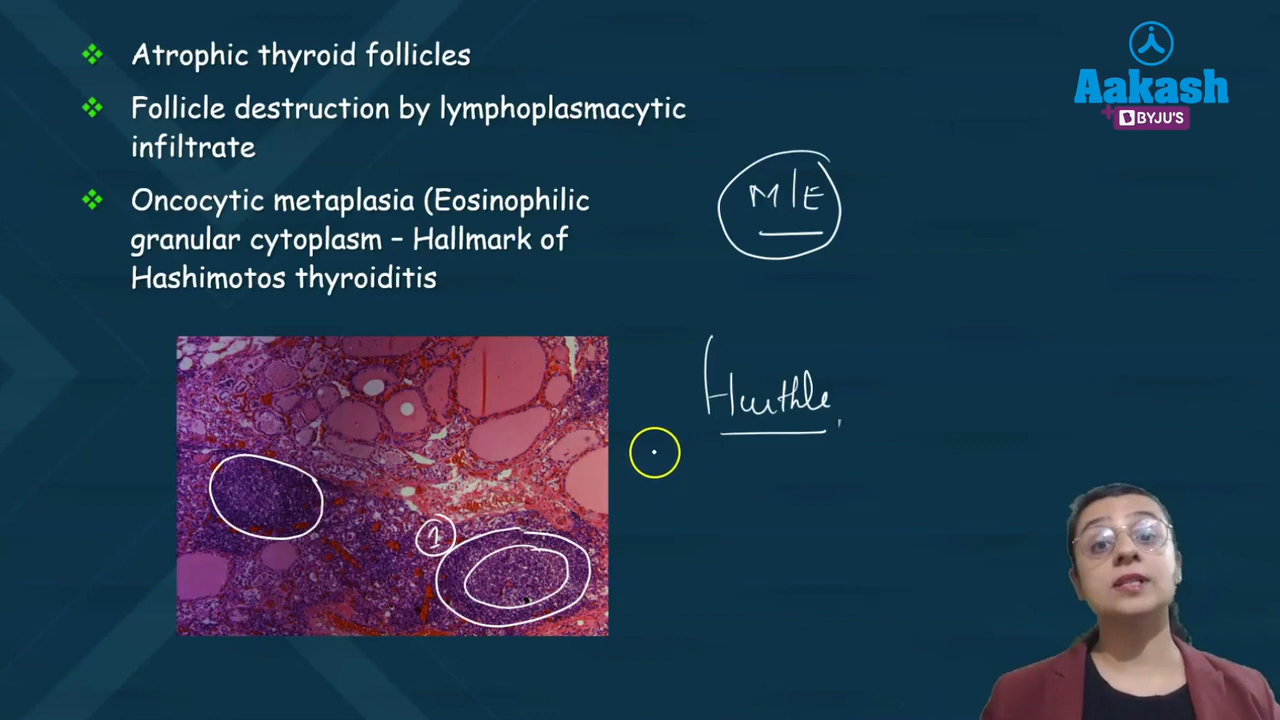 Atrophic thyroid follicles
Follicle destruction by lymphoplasmacytic
infiltrate
Oncocytic metaplasia (Eosinophilic
granular cytoplasm – Hallmark of
Hashimotos thyroiditis
Aakash
+ BYJU'S
M/E
Hurthle
1